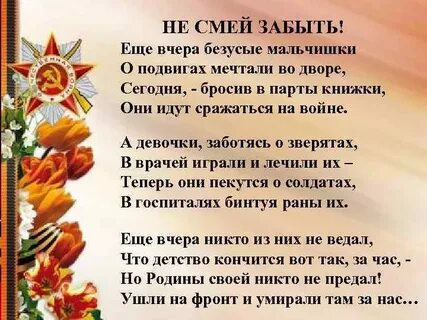 НЕ СМЕЙ ЗАБЫТЬ!
Еще вчера безусые мальчишки
О подвигах мечтали во дворе,
Сегодня, - бросив в парты книжки,
Они идут сражаться на войне.
А девочки, заботясь о зверятах,
В врачей играли и лечили их –
Теперь они пекутся о солдатах,
В госпиталях бинтуя раны их.
Еще вчера никто из них не ведал,
Что детство кончится вот так, за час, -
Но Родины своей никто не предал!
Ушли на фронт и умирали там за нас…